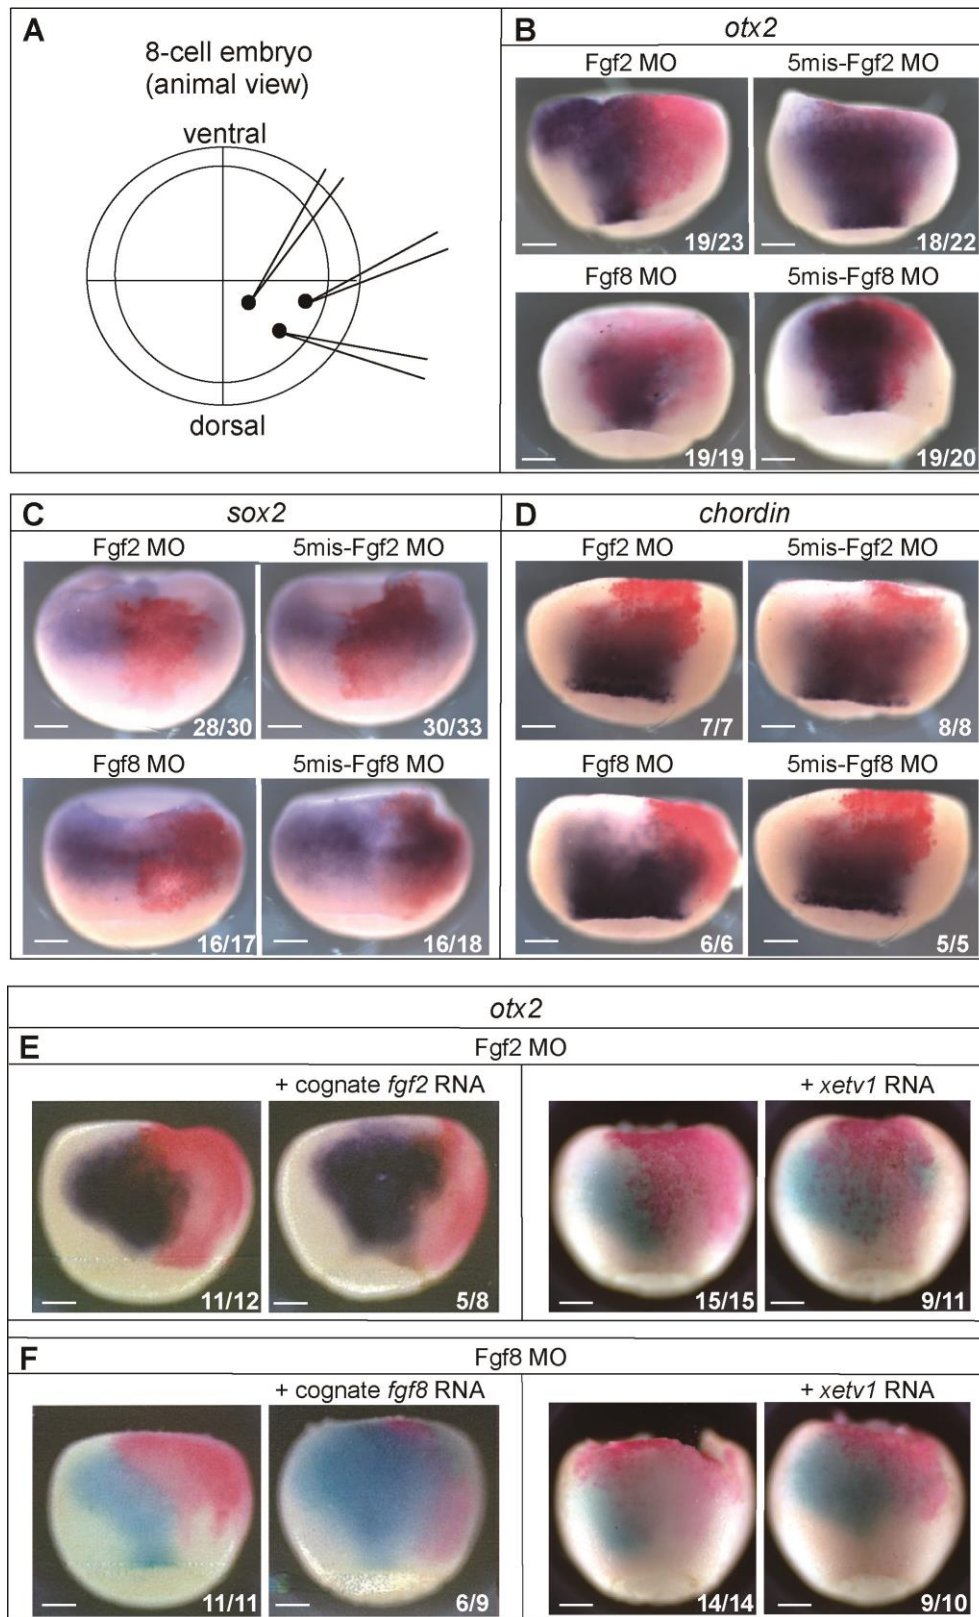 A
8-cell embryo
(animal view)
ventral
dorsal
B
otx2
Fgf2 MO
5mis-Fgf2 MO
19/23
18/22
Fgf8 MO
5mis-Fgf8 MO
19/19
19/20
C
sox2
Fgf2 MO
5mis-Fgf2 MO
28/30
30/33
Fgf8 MO
5mis-Fgf8 MO
16/17
16/18
D
chordin
Fgf2 MO
5mis-Fgf2 MO
7/7
8/8
Fgf8 MO
5mis-Fgf8 MO
6/6
5/5
otx2
E
Fgf2 MO
+ cognate fgf2 RNA
+ xetv1 RNA
11/12
5/8
15/15
9/11
F
Fgf8 MO
+ cognate fgf8 RNA
+ xetv1 RNA
11/11
6/9
14/14
9/10